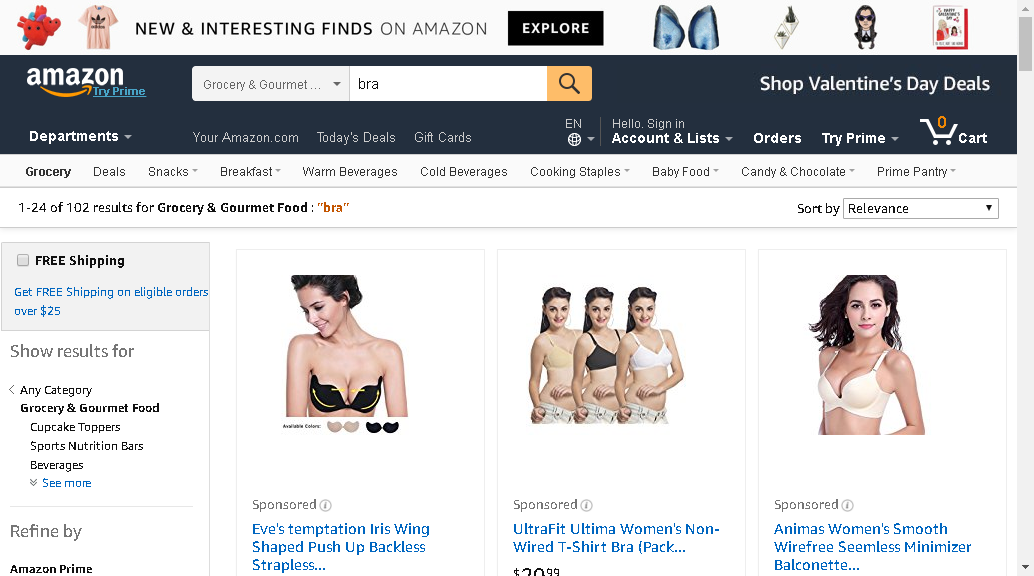 NEW & INTERESTING FINDS ON AMAZON
EXPLORE
HAPPY
amazon
Try Prime
Grocery & Gourmet ...
bra
Shop Valentine's Day Deals
Departments
Your Amazon.com
Today's Deals
Gift Cards
EN
Hello. Sign in
Account & Lists
Orders
Try Prime
0
Cart
Grocery
Deals
Snacks
Breakfast
Warm Beverages
Cold Beverages
Cooking Staples
Baby Food
Candy & Chocolate
Prime Pantry
1-24 of 102 results for Grocery & Gourmet Food : "bra"
Sort by
Relevance
FREE Shipping
Get FREE Shipping on eligible orders
over $25
Show results for
Any Category
Grocery & Gourmet Food
Cupcake Toppers
Sports Nutrition Bars
Beverages
See more
Refine by
Amazon Prime
Available Colors:
Sponsored
Eve's temptation Iris Wing
Shaped Push Up Backless
Strapless...
Sponsored
UltraFit Ultima Women's Non-
Wired T-Shirt Bra (Pack...
$20.99
Sponsored
Animas Women's Smooth
Wirefree Seemless Minimizer
Balconette...